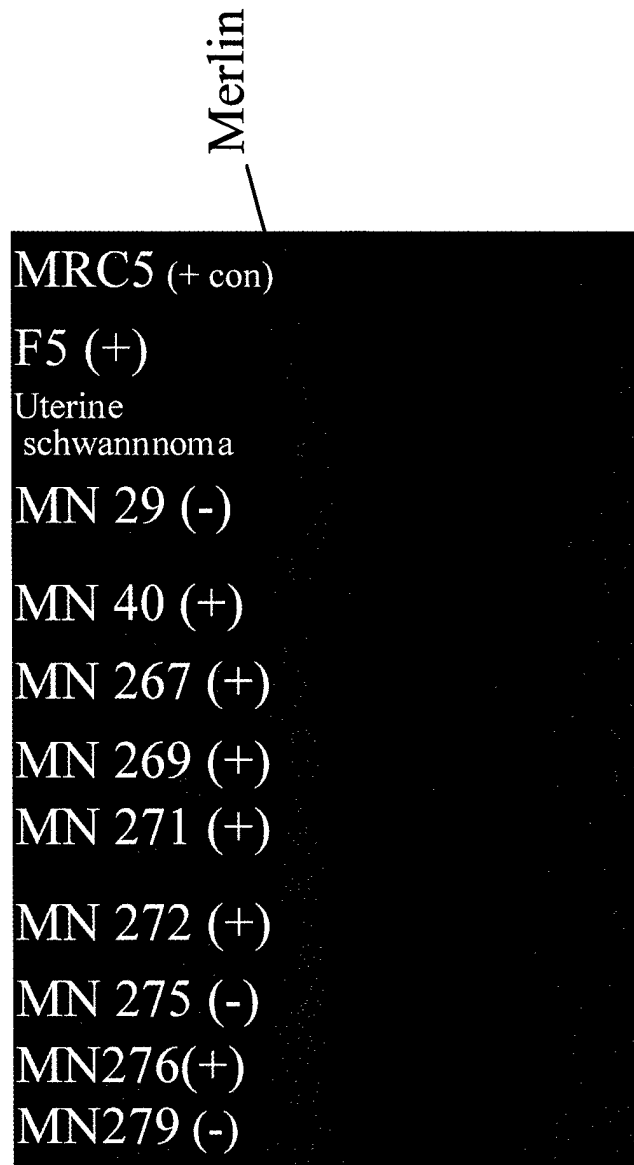 Merlin
MRC5 (+ con)
F5 (+)
Uterine
schwannnoma
MN 29 (-)
MN 40 (+)
MN 267 (+)
MN 269 (+)
MN 271 (+)
MN 272 (+)
MN 275 (-)
MN276(+)
MN279 (-)